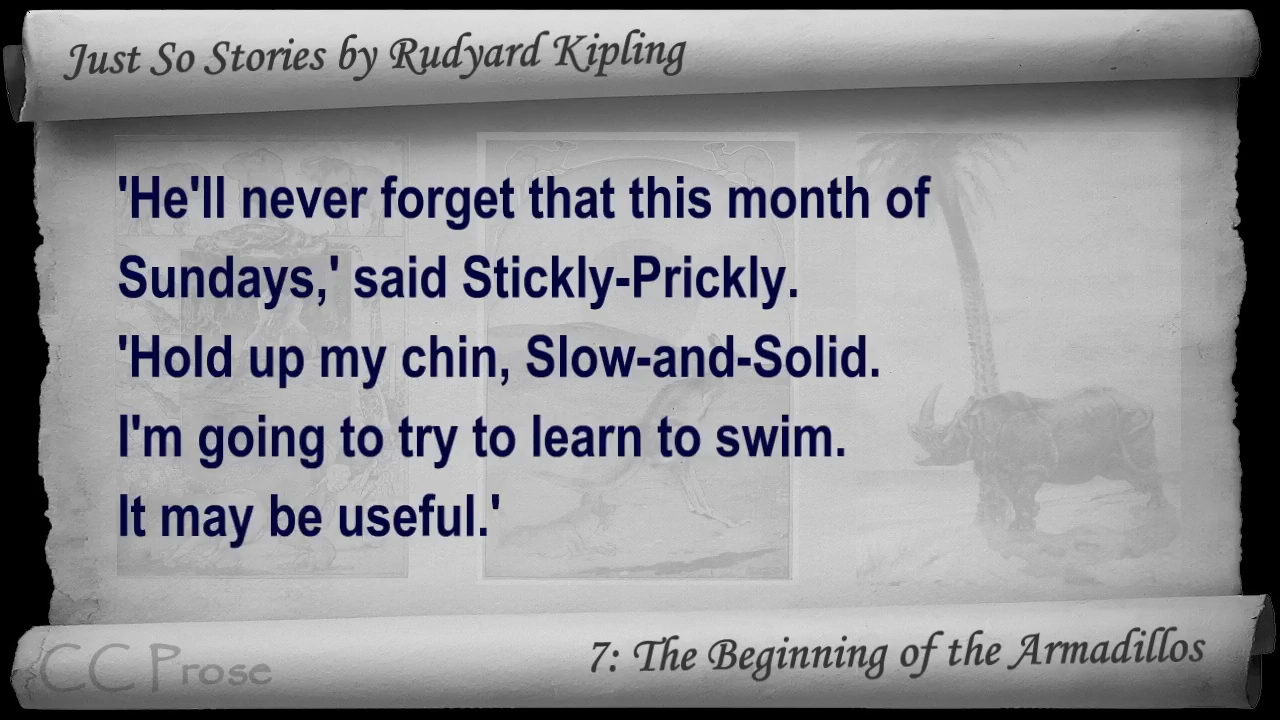 Just So Stories by Rudyard Kipling
'He'll never forget that this month of
Sundays,' said Stickly-Prickly.
'Hold up my chin, Slow-and-Solid.
I'm going to try to learn to swim.
It may be useful.'
7: The Beginning of the Armadillos
CC Prose